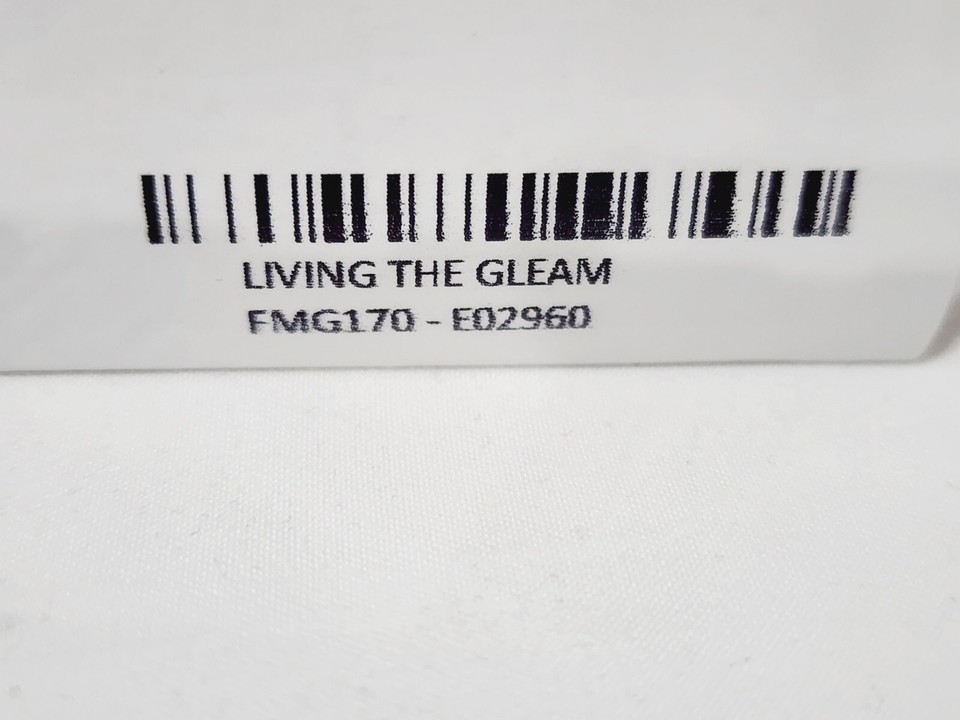 LIVING THE GLEAM
FMG170 - E02960